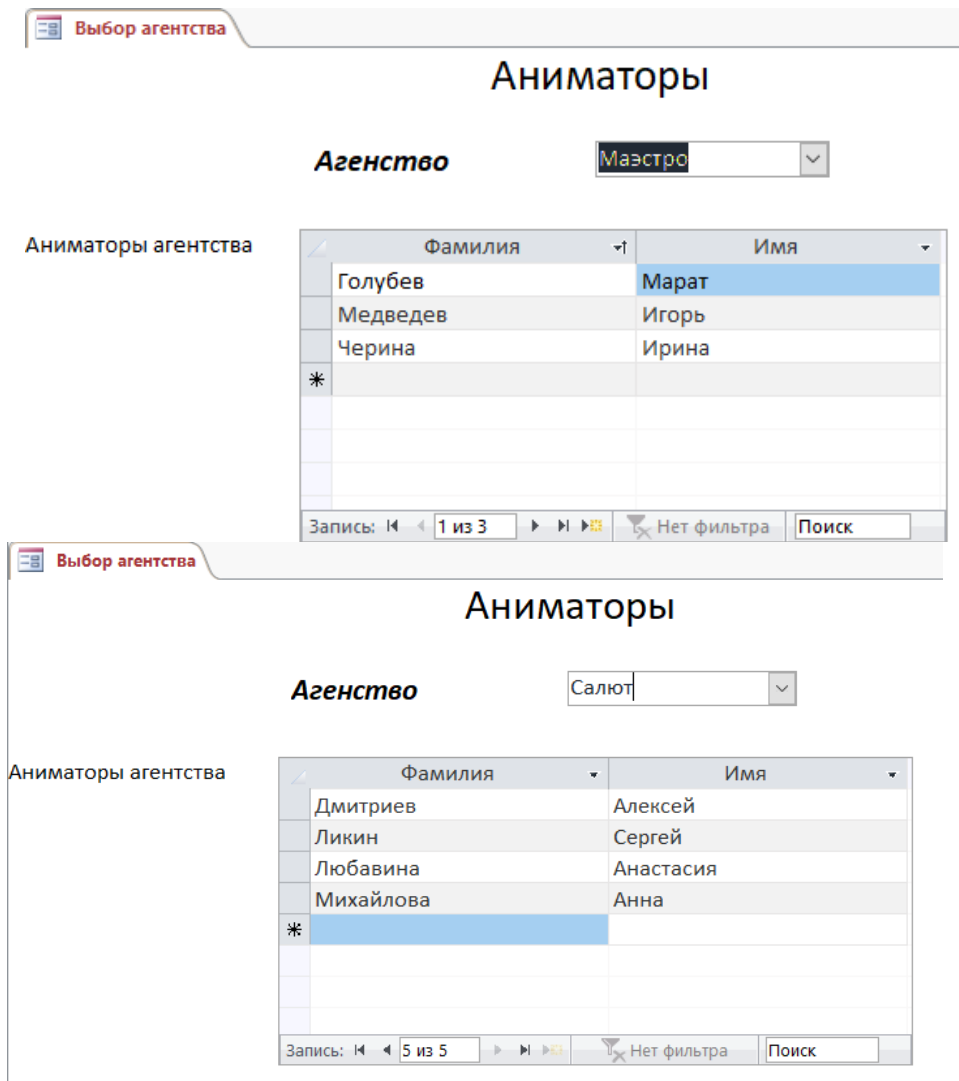 Выбор агентства
Аниматоры
Агенство Маэстро
Аниматоры агентства Фамилия Имя
Голубев Марат
Медведев Игорь
Черина Ирина
Запись: 1 из 3 Нет фильтра Поиск
Выбор агентства
Аниматоры
Агенство Салют
Аниматоры агентства Фамилия Имя
Дмитриев Алексей
Ликин Сергей
Любавина Анастасия
Михайлова Анна
Запись: 5 из 5 Нет фильтра Поиск